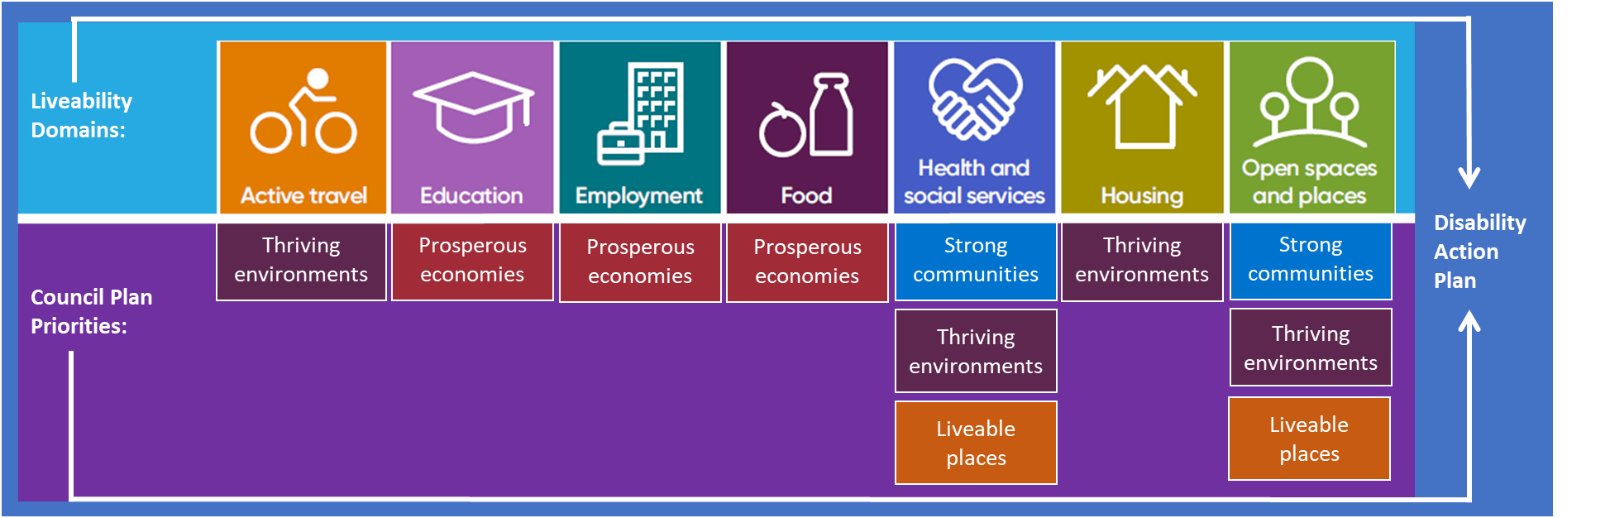 Liveability
Domains:
Active travel
Education
Employment
Food
Health and
social services
Housing
Open spaces
and places
Council Plan
Priorities:
Thriving
environments
Prosperous
economies
Prosperous
economies
Prosperous
economies
Strong
communities
Thriving
environments
Liveable
places
Thriving
environments
Strong
communities
Thriving
environments
Liveable
places
Disability
Action
Plan